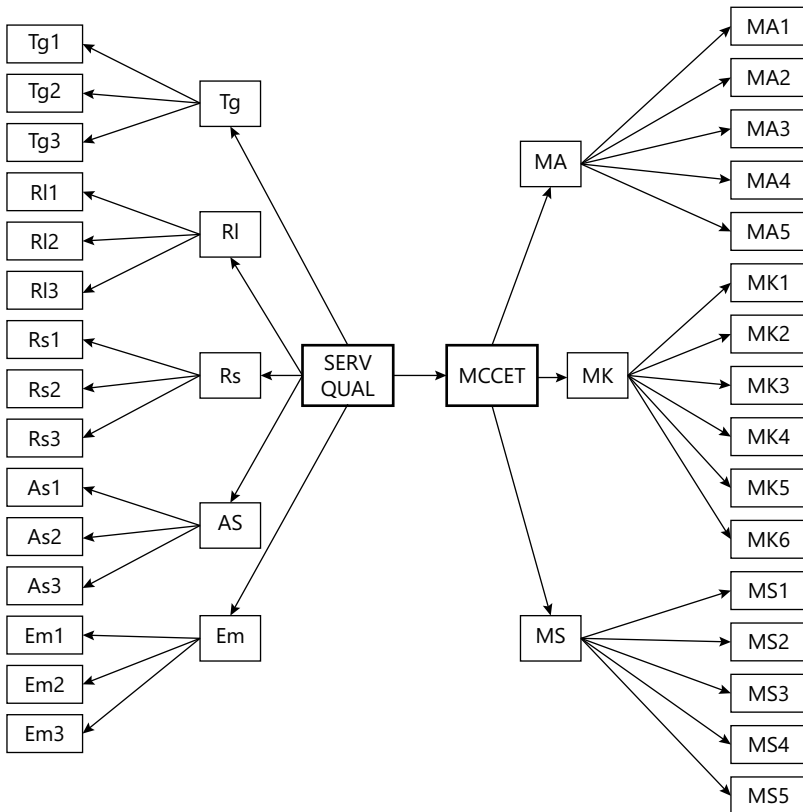 Tg1
Tg2
Tg3
Rl1
Rl2
Rl3
Rs1
Rs2
Rs3
As1
As2
As3
Em1
Em2
Em3
Tg
Rl
Rs
AS
Em
SERV
QUAL
MCCET
MA
MK
MS
MA1
MA2
MA3
MA4
MA5
MK1
MK2
MK3
MK4
MK5
MK6
MS1
MS2
MS3
MS4
MS5